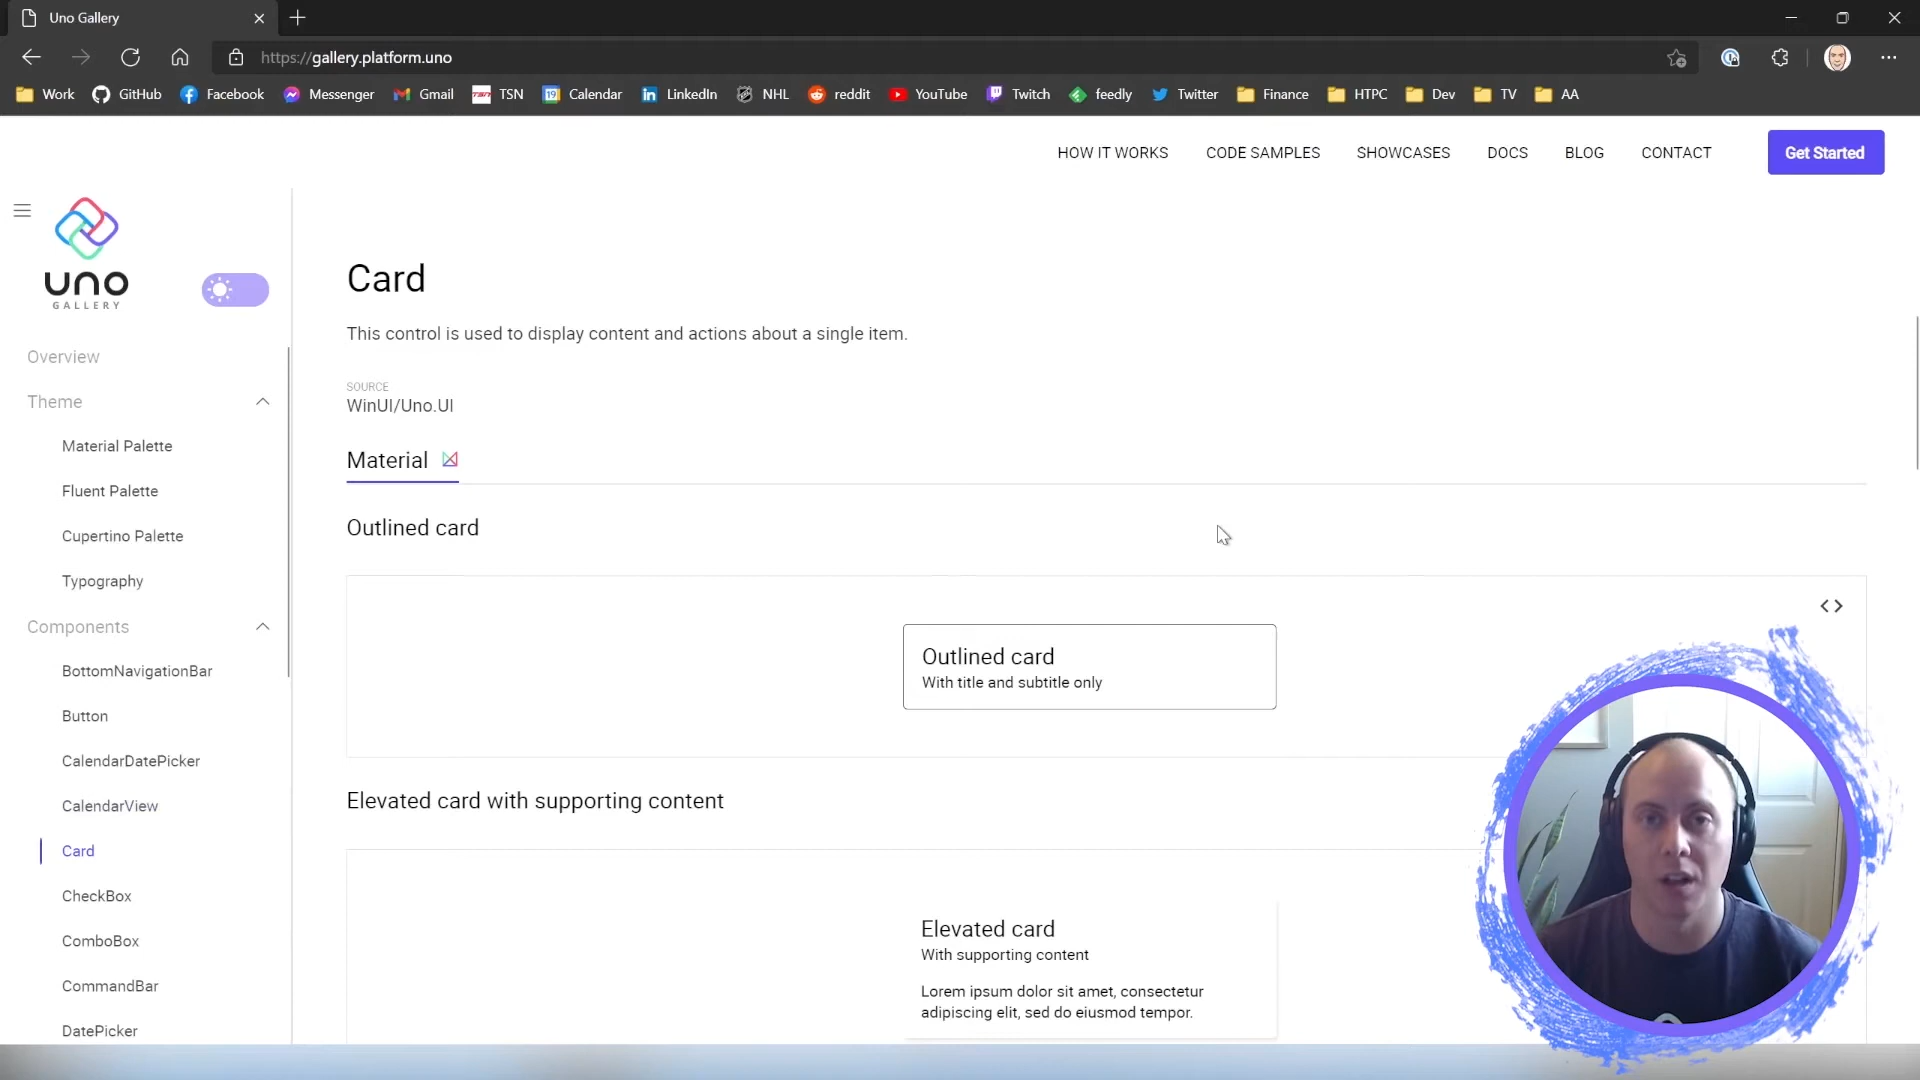 Uno Gallery
https://gallery.platform.uno
Work GitHub Facebook Messenger Gmail TSN 19 Calendar LinkedIn NHL reddit YouTube Twitch feedly Twitter Finance HTPC Dev TV AA
HOW IT WORKS CODE SAMPLES SHOWCASES DOCS BLOG CONTACT Get Started
uno
GALLERY
Overview
Theme
Material Palette
Fluent Palette
Cupertino Palette
Typography
Components
BottomNavigationBar
Button
CalendarDatePicker
CalendarView
Card
CheckBox
ComboBox
CommandBar
DatePicker
Card
This control is used to display content and actions about a single item.
SOURCE
WinUI/Uno.UI
Material
Outlined card
Outlined card
With title and subtitle only
Elevated card with supporting content
Elevated card
With supporting content
Lorem ipsum dolor sit amet, consectetur
adipiscing elit, sed do eiusmod tempor.